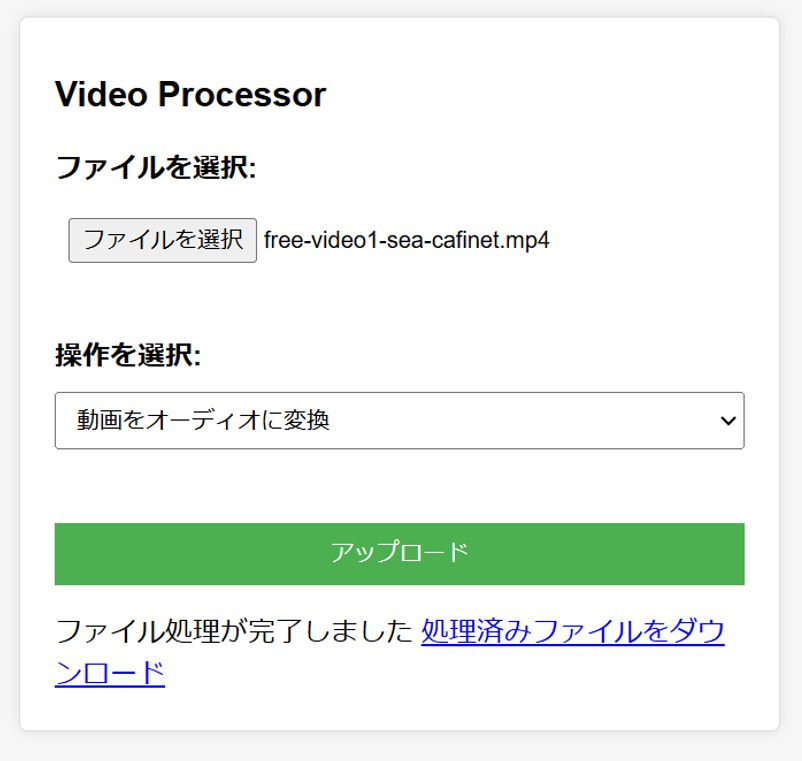 Video Processor
ファイルを選択:
ファイルを選択 free-video1-sea-cafinet.mp4
操作を選択:
動画をオーディオに変換
アップロード
ファイル処理が完了しました 処理済みファイルをダウ
ンロード